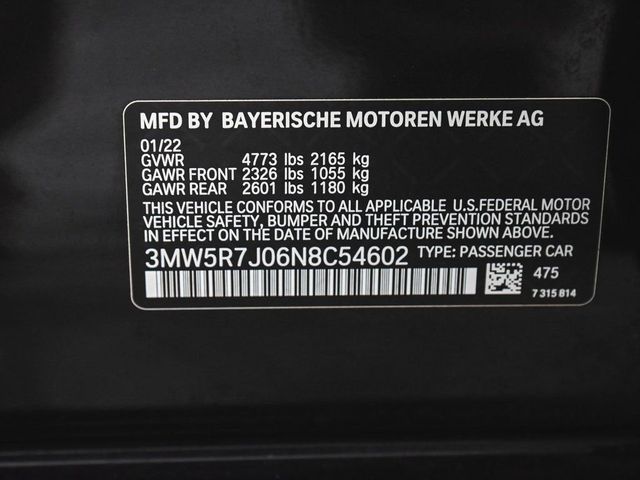 MFD BY BAYERISCHE MOTOREN WERKE AG
01/22
GVWR 4773 lbs 2165 kg
GAWR FRONT 2326 lbs 1055 kg
GAWR REAR 2601 lbs 1180 kg
THIS VEHICLE CONFORMS TO ALL APPLICABLE U.S.FEDERAL MOTOR
VEHICLE SAFETY, BUMPER AND THEFT PREVENTION STANDARDS
IN EFFECT ON THE DATE OF MANUFACTURE SHOWN ABOVE.
3MW5R7J06N8C54602 TYPE: PASSENGER CAR
475
7 315 814